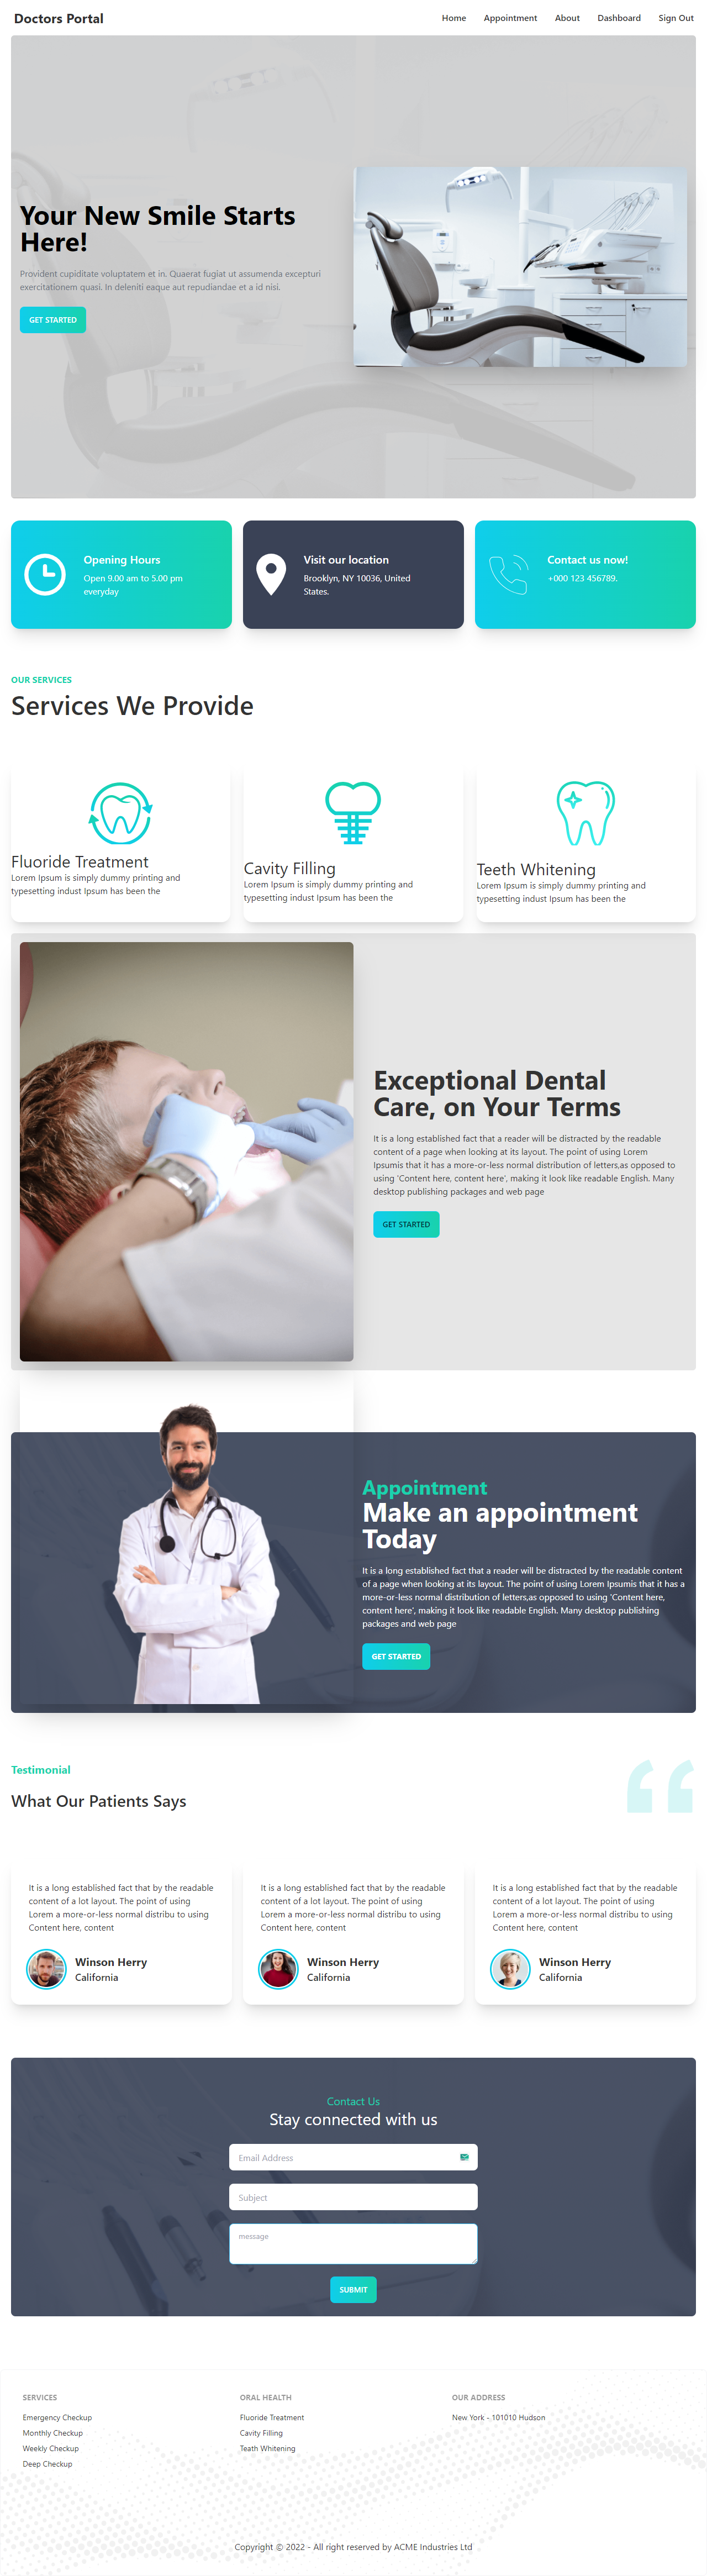 Doctors Portal
Home
Appointment
About
Dashboard
Sign Out
Your New Smile Starts
Here!
Provident cupiditate voluptatem et in. Quaerat fugiat ut assumenda excepturi
exercitationem quasi. In deleniti eaque aut repudiandae et a id nisi.
GET STARTED
Opening Hours
Open 9.00 am to 5.00 pm
everyday
Visit our location
Brooklyn, NY 10036, United
States.
Contact us now!
+000 123 456789.
OUR SERVICES
Services We Provide
Fluoride Treatment
Lorem Ipsum is simply dummy printing and
typesetting indust Ipsum has been the
Cavity Filling
Lorem Ipsum is simply dummy printing and
typesetting indust Ipsum has been the
Teeth Whitening
Lorem Ipsum is simply dummy printing and
typesetting indust Ipsum has been the
Exceptional Dental
Care, on Your Terms
It is a long established fact that a reader will be distracted by the readable
content of a page when looking at its layout. The point of using Lorem
Ipsumis that it has a more-or-less normal distribution of letters,as opposed to
using 'Content here, content here', making it look like readable English. Many
desktop publishing packages and web page
GET STARTED
Appointment
Make an appointment
Today
It is a long established fact that a reader will be distracted by the readable content
of a page when looking at its layout. The point of using Lorem Ipsumis that it has a
more-or-less normal distribution of letters,as opposed to using 'Content here,
content here', making it look like readable English. Many desktop publishing
packages and web page
GET STARTED
Testimonial
What Our Patients Says
It is a long established fact that by the readable
content of a lot layout. The point of using
Lorem a more-or-less normal distribu to using
Content here, content
Winson Herry
California
It is a long established fact that by the readable
content of a lot layout. The point of using
Lorem a more-or-less normal distribu to using
Content here, content
Winson Herry
California
It is a long established fact that by the readable
content of a lot layout. The point of using
Lorem a more-or-less normal distribu to using
Content here, content
Winson Herry
California
Contact Us
Stay connected with us
Email Address
Subject
message
SUBMIT
SERVICES
Emergency Checkup
Monthly Checkup
Weekly Checkup
Deep Checkup
ORAL HEALTH
Fluoride Treatment
Cavity Filling
Teath Whitening
OUR ADDRESS
New York - 101010 Hudson
Copyright © 2022 - All right reserved by ACME Industries Ltd